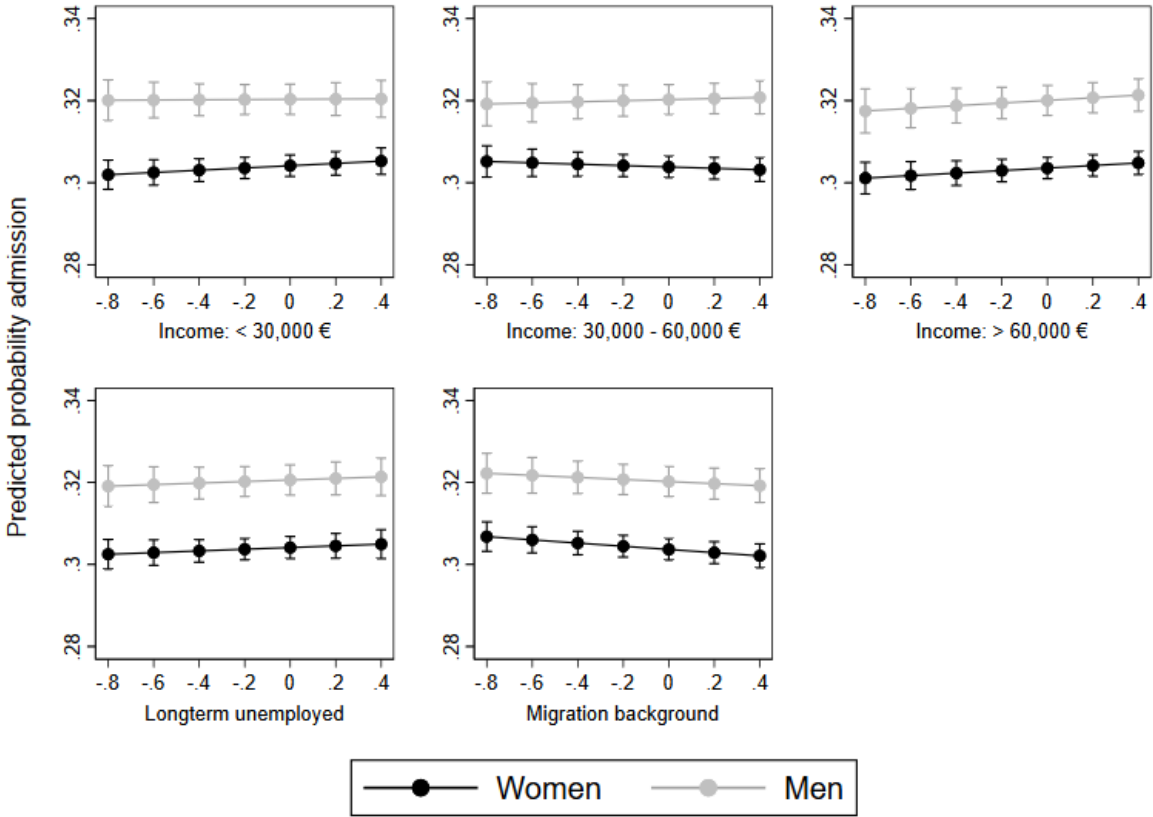 Predicted probability admission
.34
.32
.3
.28
-.8 -.6 -.4 -.2 0 .2 .4
Income: < 30,000 €
.34
.32
.3
.28
-.8 -.6 -.4 -.2 0 .2 .4
Income: 30,000 - 60,000 €
.34
.32
.3
.28
-.8 -.6 -.4 -.2 0 .2 .4
Income: > 60,000 €
.34
.32
.3
.28
-.8 -.6 -.4 -.2 0 .2 .4
Longterm unemployed
.34
.32
.3
.28
-.8 -.6 -.4 -.2 0 .2 .4
Migration background
Women Men